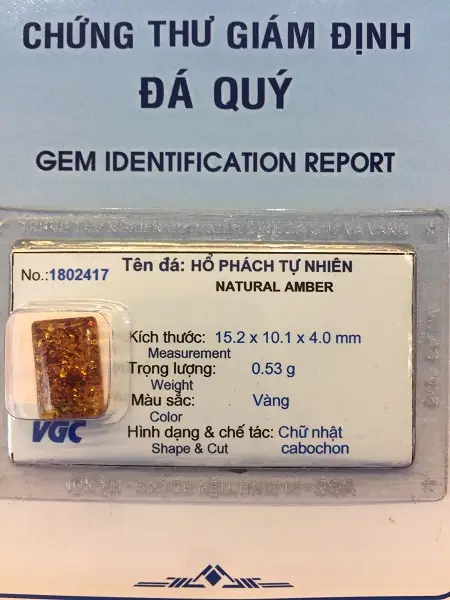 CHỨNG THƯ GIÁM ĐỊNH
ĐÁ QUÝ
GEM IDENTIFICATION REPORT
No.:1802417
Tên đá: HỔ PHÁCH TỰ NHIÊN
NATURAL AMBER
Kích thước: 15.2 x 10.1 x 4.0 mm
Measurement
Trọng lượng: 0.53 g
Weight
Màu sắc: Vàng
Color
Hình dạng & chế tác: Chữ nhật
Shape & Cut cabochon
VGC